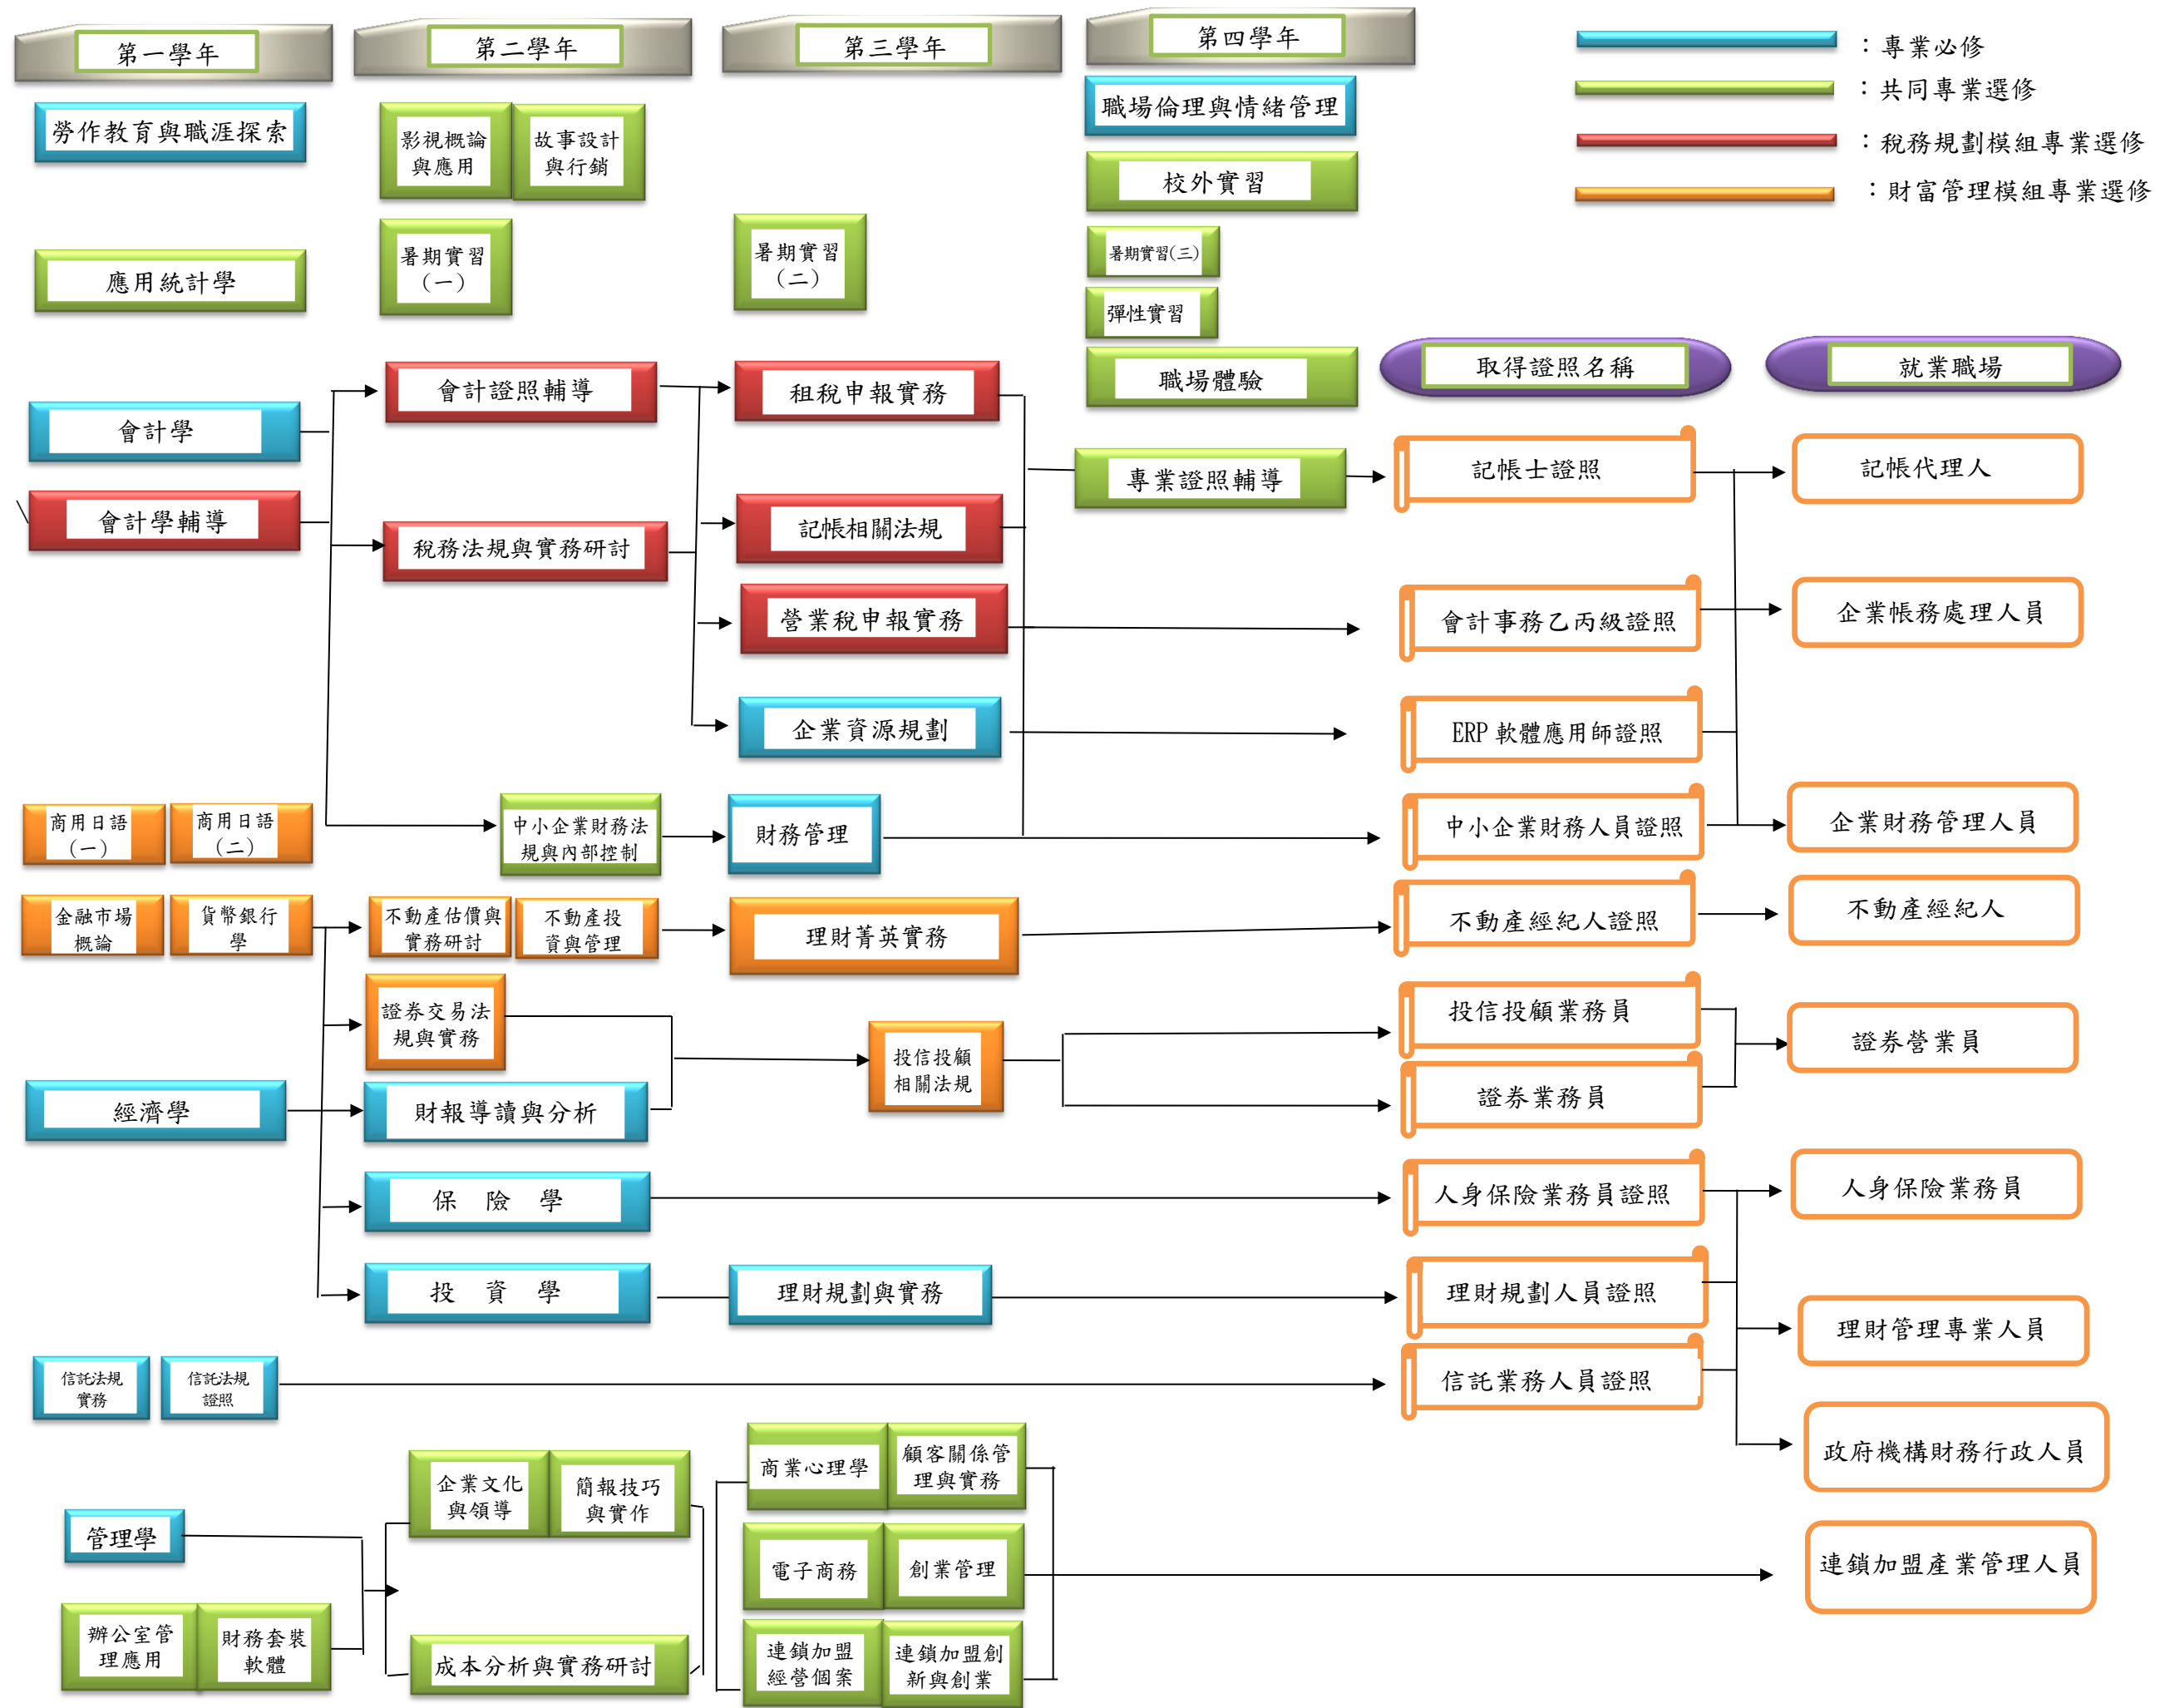 第一學年
第二學年
第三學年
第四學年
：專業必修
：共同專業選修
：稅務規劃模組專業選修
：財富管理模組專業選修
勞作教育與職涯探索
影視概論
與應用
故事設計
與行銷
職場倫理與情緒管理
校外實習
應用統計學
暑期實習
(一)
暑期實習
(二)
暑期實習(三)
彈性實習
職場體驗
取得證照名稱
就業職場
會計學
會計證照輔導
租稅申報實務
專業證照輔導
記帳士證照
記帳代理人
會計學輔導
稅務法規與實務研討
記帳相關法規
營業稅申報實務
會計事務乙丙級證照
企業帳務處理人員
企業資源規劃
ERP 軟體應用師證照
商用日語
(一)
商用日語
(二)
中小企業財務法
規與內部控制
財務管理
中小企業財務人員證照
企業財務管理人員
金融市場
概論
貨幣銀行
學
不動產估價與
實務研討
不動產投
資與管理
理財菁英實務
不動產經紀人證照
不動產經紀人
證券交易法
規與實務
投信投顧
相關法規
投信投顧業務員
證券營業員
經濟學
財報導讀與分析
證券業務員
保 險 學
人身保險業務員證照
人身保險業務員
投 資 學
理財規劃與實務
理財規劃人員證照
理財管理專業人員
信託法規
實務
信託法規
證照
信託業務人員證照
政府機構財務行政人員
企業文化
與領導
簡報技巧
與實作
商業心理學
顧客關係管
理與實務
管理學
電子商務
創業管理
連鎖加盟產業管理人員
辦公室管
理應用
財務套裝
軟體
成本分析與實務研討
連鎖加盟
經營個案
連鎖加盟創
新與創業